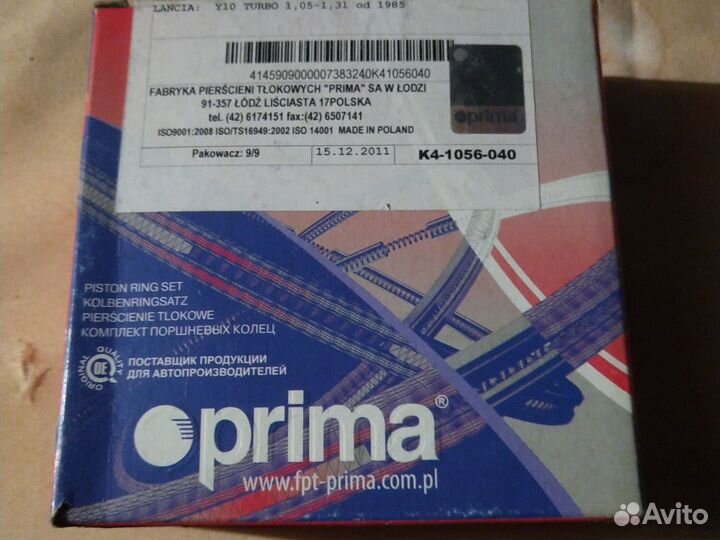 LANCIA: Y10 TURBO 1,05-1,31 od 1985
4145909000007383240K41056040
FABRYKA PIERŚCIENI TŁOKOWYCH "PRIMA" SA W ŁODZI
91-357 ŁÓDŹ LIŚCIASTA 17POLSKA
tel. (42) 6174151 fax:(42) 6507141
ISO9001:2008 ISO/TS16949:2002 ISO 14001 MADE IN POLAND
prima
Pakowacz: 9/9 15.12.2011 K4-1056-040
PISTON RING SET
KOLBENRINGSATZ
PIERŚCIENIE TŁOKOWE
КОМПЛЕКТ ПОРШНЕВЫХ КОЛЕЦ
ORIGINAL QUALITY
OE
ПОСТАВЩИК ПРОДУКЦИИ
ДЛЯ АВТОПРОИЗВОДИТЕЛЕЙ
prima®
www.fpt-prima.com.pl
Avito